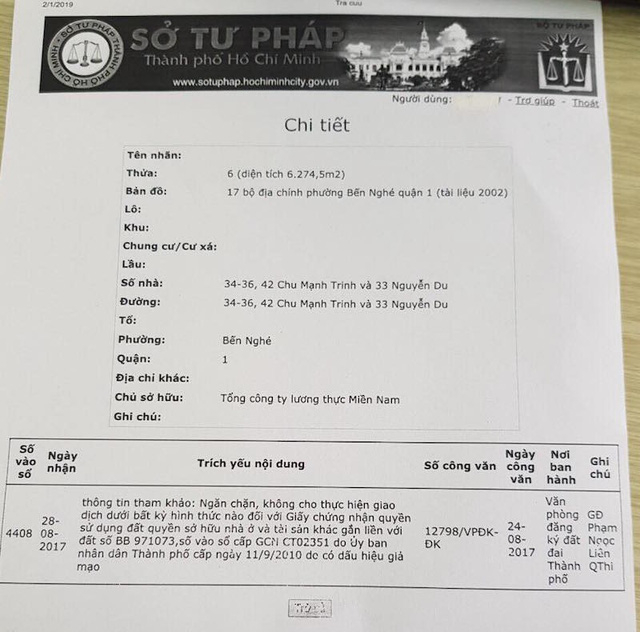 2/1/2019
Tra cuu
SỞ TƯ PHÁP
SỞ TƯ PHÁP
Thành phố Hồ Chí Minh
www.sotuphap.hochiminhcity.gov.vn
Người dùng: - Trợ giúp - Thoát
Chi tiết
Tên nhãn:
Thửa: 6 (diện tích 6.274,5m2)
Bản đồ: 17 bộ địa chính phường Bến Nghé quận 1 (tài liệu 2002)
Lô:
Khu:
Chung cư/Cư xá:
Lầu:
Số nhà: 34-36, 42 Chu Mạnh Trinh và 33 Nguyễn Du
Đường: 34-36, 42 Chu Mạnh Trinh và 33 Nguyễn Du
Tổ:
Phường: Bến Nghé
Quận: 1
Địa chỉ khác:
Chủ sở hữu: Tổng công ty lương thực Miền Nam
Ghi chú:
Số vào số
Ngày nhận
Trích yếu nội dung
Số công văn
Ngày công văn
Nơi ban hành
Ghi chú
4408
28-
08-
2017
thông tin tham khảo: Ngăn chặn, không cho thực hiện giao
dịch dưới bất kỳ hình thức nào đối với Giấy chứng nhận quyền
sử dụng đất quyền sở hữu nhà ở và tài sản khác gắn liền với
đất số BB 971073,số vào sổ cấp GCN CT02351 do Ủy ban
nhân dân Thành phố cấp ngày 11/9/2010 do có dấu hiệu giả
mạo
12798/VPĐK-
ĐK
24-
08-
2017
Văn
phòng
đăng
ký đất
đai
Thành
phố
GĐ
Phạm
Ngọc
Liên
QThi